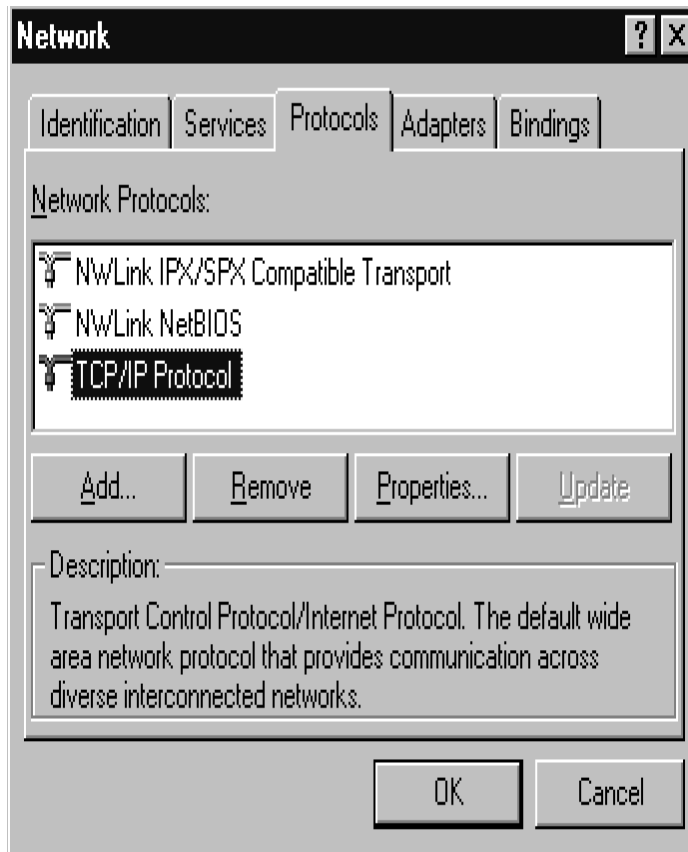 Network
Identification Services Protocols Adapters Bindings
Network Protocols:
NWLink IPX/SPX Compatible Transport
NWLink NetBIOS
TCP/IP Protocol
Add... Remove Properties... Update
Description:
Transport Control Protocol/Internet Protocol. The default wide
area network protocol that provides communication across
diverse interconnected networks.
OK Cancel